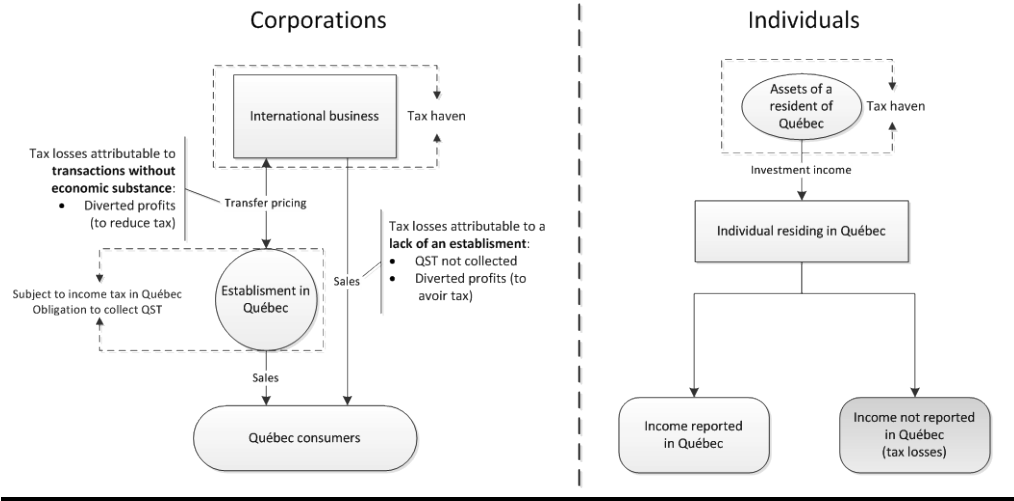 Corporations
International business
Tax haven
Tax losses attributable to
transactions without
economic substance:
• Diverted profits
(to reduce tax)
Transfer pricing
Tax losses attributable to a
lack of an establisment:
• QST not collected
• Diverted profits (to
avoir tax)
Sales
Subject to income tax in Québec
Obligation to collect QST
Establisment in
Québec
Sales
Québec consumers
Individuals
Assets of a
resident of
Québec
Tax haven
Investment income
Individual residing in Québec
Income reported
in Québec
Income not reported
in Québec
(tax losses)